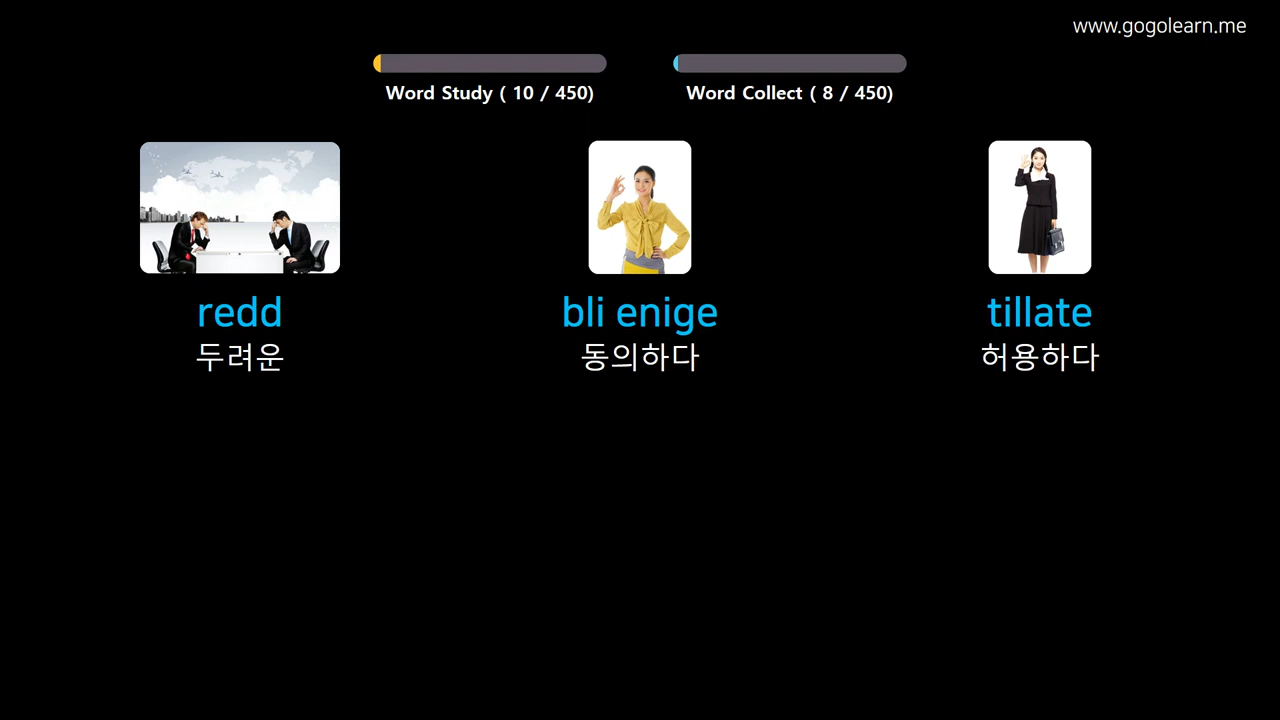 www.gogolearn.me
Word Study ( 10 / 450)
Word Collect ( 8 / 450)
redd
두려운
bli enige
동의하다
tillate
허용하다